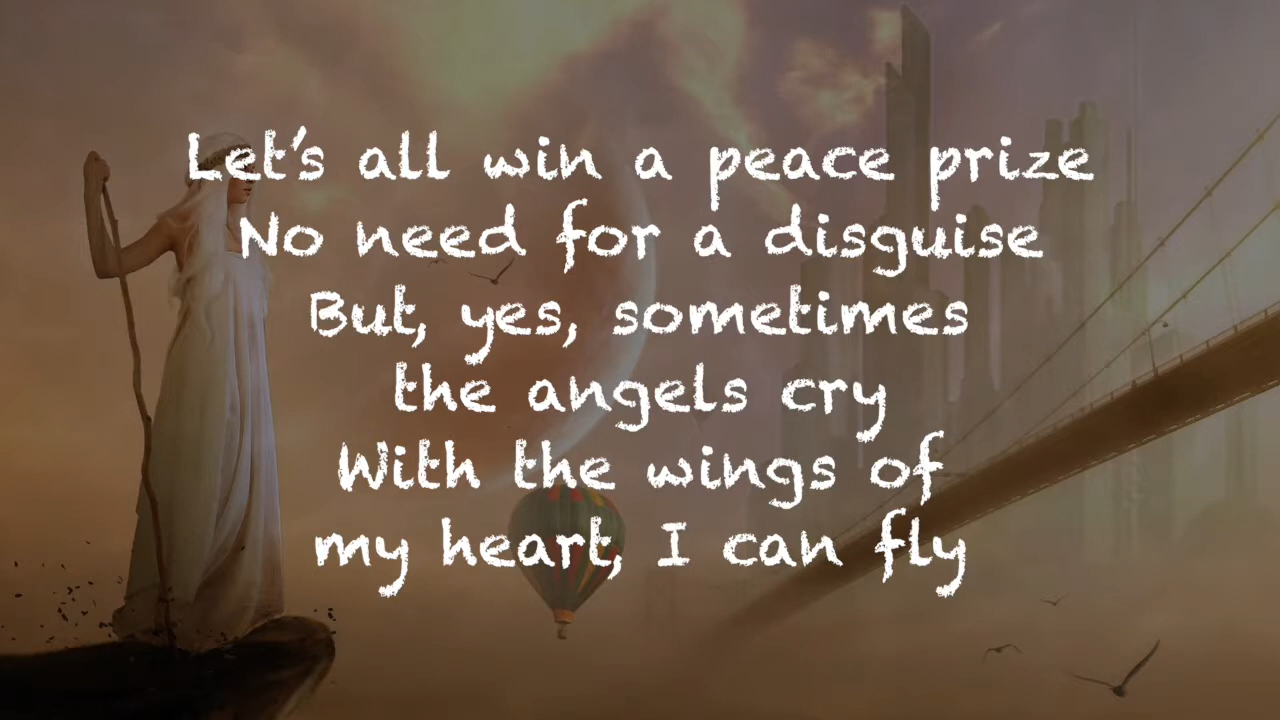 Let's all win a peace prize
No need for a disguise
But, yes, sometimes
the angels cry
With the wings of
my heart, I can fly